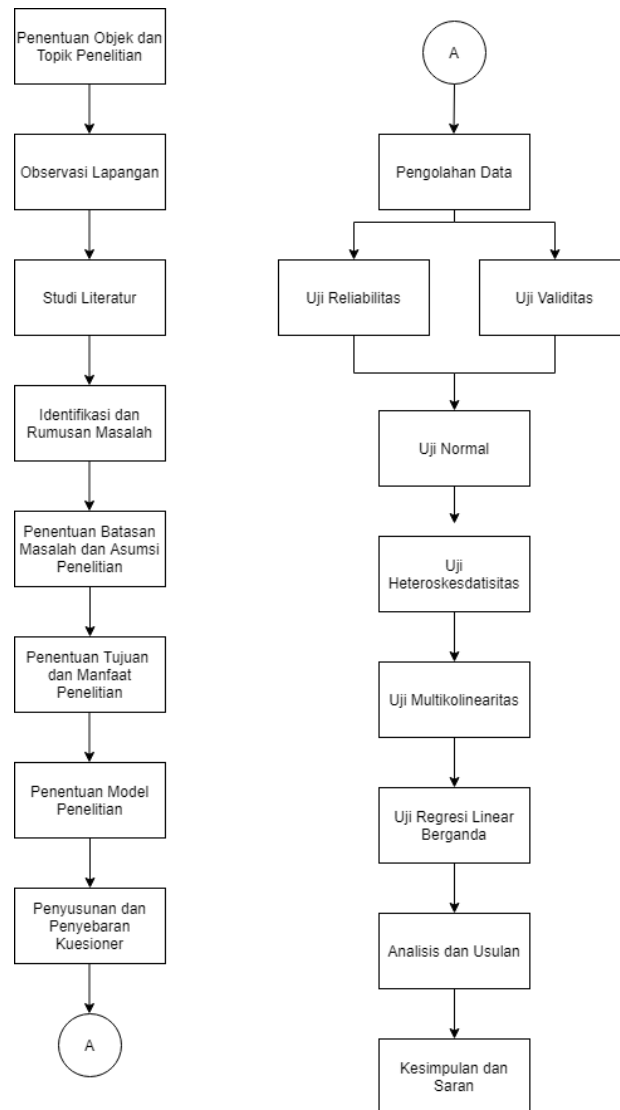 Penentuan Objek dan
Topik Penelitian
Observasi Lapangan
Studi Literatur
Identifikasi dan
Rumusan Masalah
Penentuan Batasan
Masalah dan Asumsi
Penelitian
Penentuan Tujuan
dan Manfaat
Penelitian
Penentuan Model
Penelitian
Penyusunan dan
Penyebaran
Kuesioner
A
A
Pengolahan Data
Uji Reliabilitas
Uji Validitas
Uji Normal
Uji
Heteroskesdatisitas
Uji Multikolinearitas
Uji Regresi Linear
Berganda
Analisis dan Usulan
Kesimpulan dan
Saran